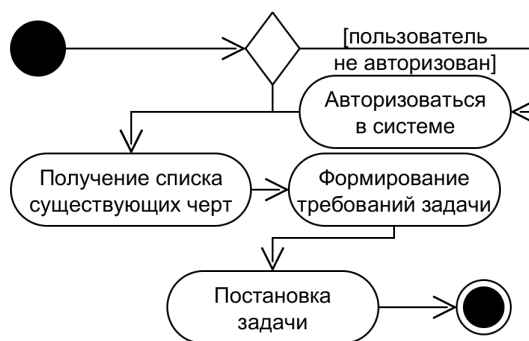 [пользователь
не авторизован]
Авторизоваться
в системе
Получение списка
существующих черт
Формирование
требований задачи
Постановка
задачи